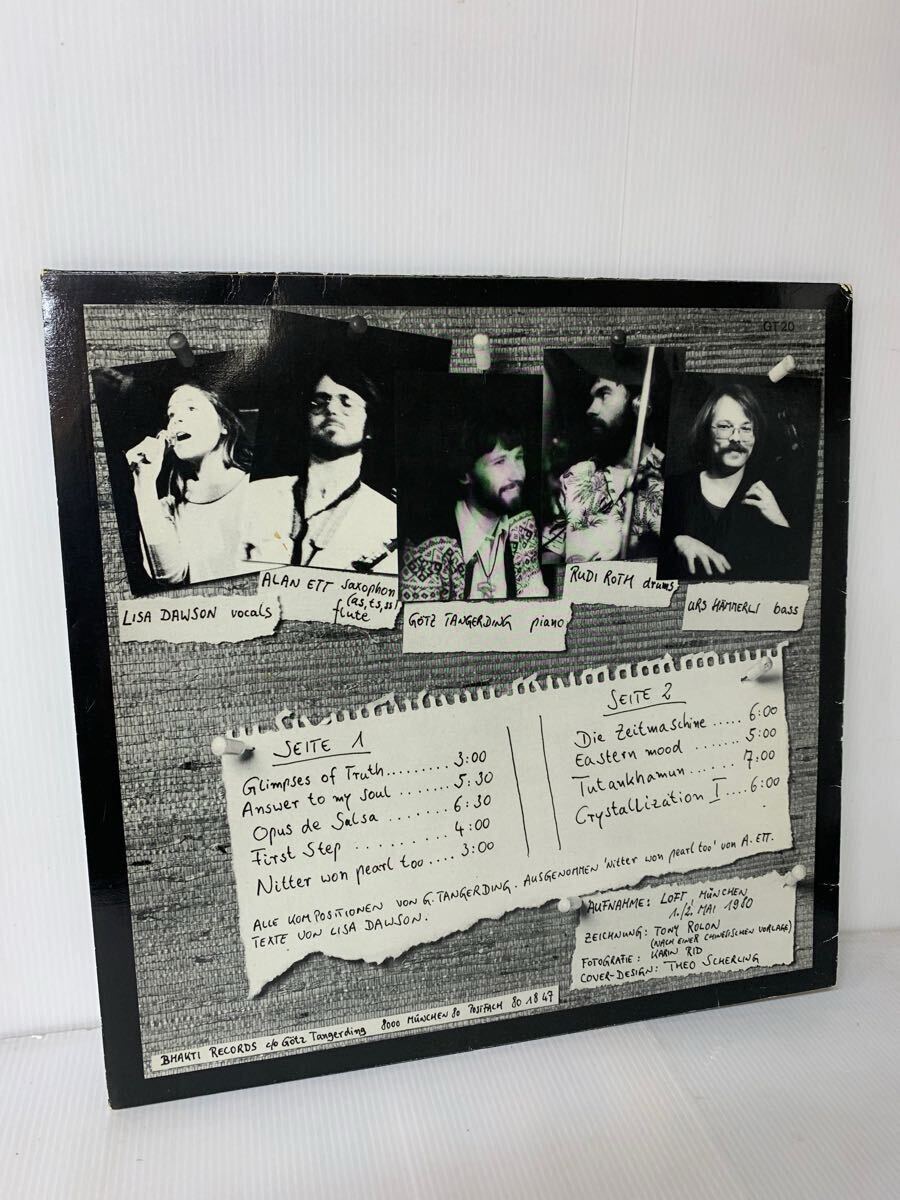 GT 20
LISA DAWSON vocals
ALAN ETT saxophon
(as, ts, ss)
flute
GÖTZ TANGERDING piano
RUDI ROTH drums
URS HÄMMERLI bass
SEITE 1
Glimpses of Truth......... 3:00
Answer to my soul ....... 5:30
Opus de Salsa ........ 6:30
First Step .......... 4:00
Nitter won pearl too .... 3:00
SEITE 2
Die Zeitmaschine ..... 6:00
Eastern mood ....... 5:00
Tutankhamun...... 7:00
Crystallization I .... 6:00
ALLE KOMPOSITIONEN VON G. TANGERDING. AUSGENOMMEN 'Nitter won pearl too' von A. ETT.
TEXTE VON LISA DAWSON.
AUFNAHME: LOFT, MÜNCHEN
1./2. MAI 1980
ZEICHNUNG: TONY ROLON
(NACH EINER CHINESISCHEN VORLAGE)
FOTOGRAFIE: KARIN RID
COVER-DESIGN: THEO SCHERLING
BHAKTI RECORDS c/o Götz Tangerding 8000 MÜNCHEN 80 POSTFACH 80 18 47